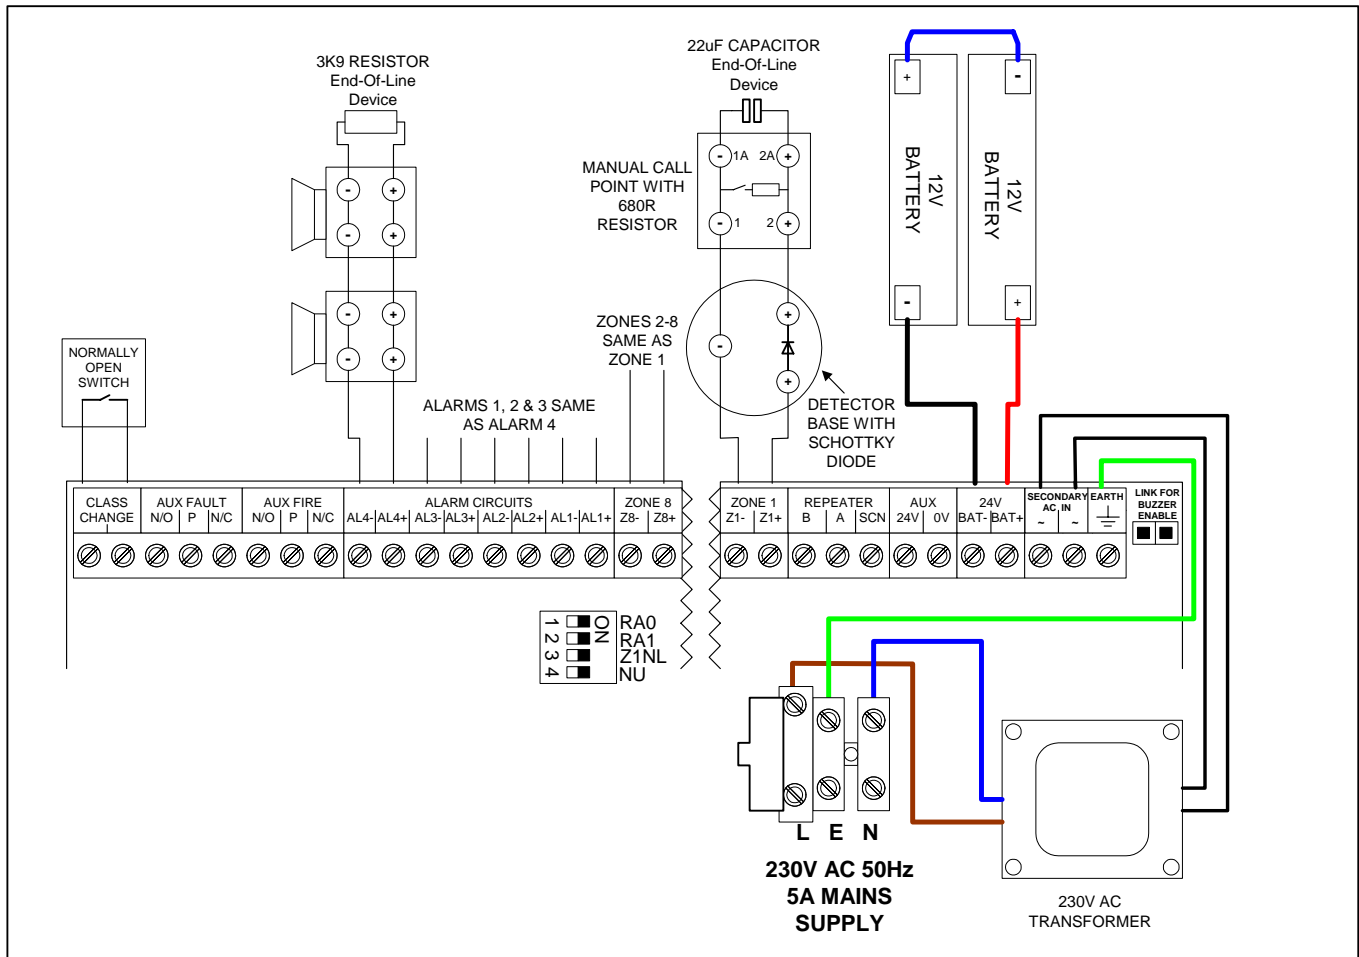 3K9 RESISTOR
End-Of-Line
Device
22uF CAPACITOR
End-Of-Line
Device
MANUAL CALL
POINT WITH
680R
RESISTOR
- 1A 2A +
- 1 2 +
+
12V
BATTERY
-
-
12V
BATTERY
+
- +
- +
- +
- +
NORMALLY
OPEN
SWITCH
ZONES 2-8
SAME AS
ZONE 1
- +
+
DETECTOR
BASE WITH
SCHOTTKY
DIODE
ALARMS 1, 2 & 3 SAME
AS ALARM 4
CLASS
CHANGE
AUX FAULT
N/O P N/C
AUX FIRE
N/O P N/C
ALARM CIRCUITS
AL4- AL4+ AL3- AL3+ AL2- AL2+ AL1- AL1+
ZONE 8
Z8- Z8+
ZONE 1
Z1- Z1+
REPEATER
B A SCN
AUX
24V 0V
24V
BAT- BAT+
SECONDARY
AC IN
~ ~
EARTH
LINK FOR
BUZZER
ENABLE
1 2 3 4
ON
RA0
RA1
Z1NL
NU
L E N
230V AC 50Hz
5A MAINS
SUPPLY
230V AC
TRANSFORMER